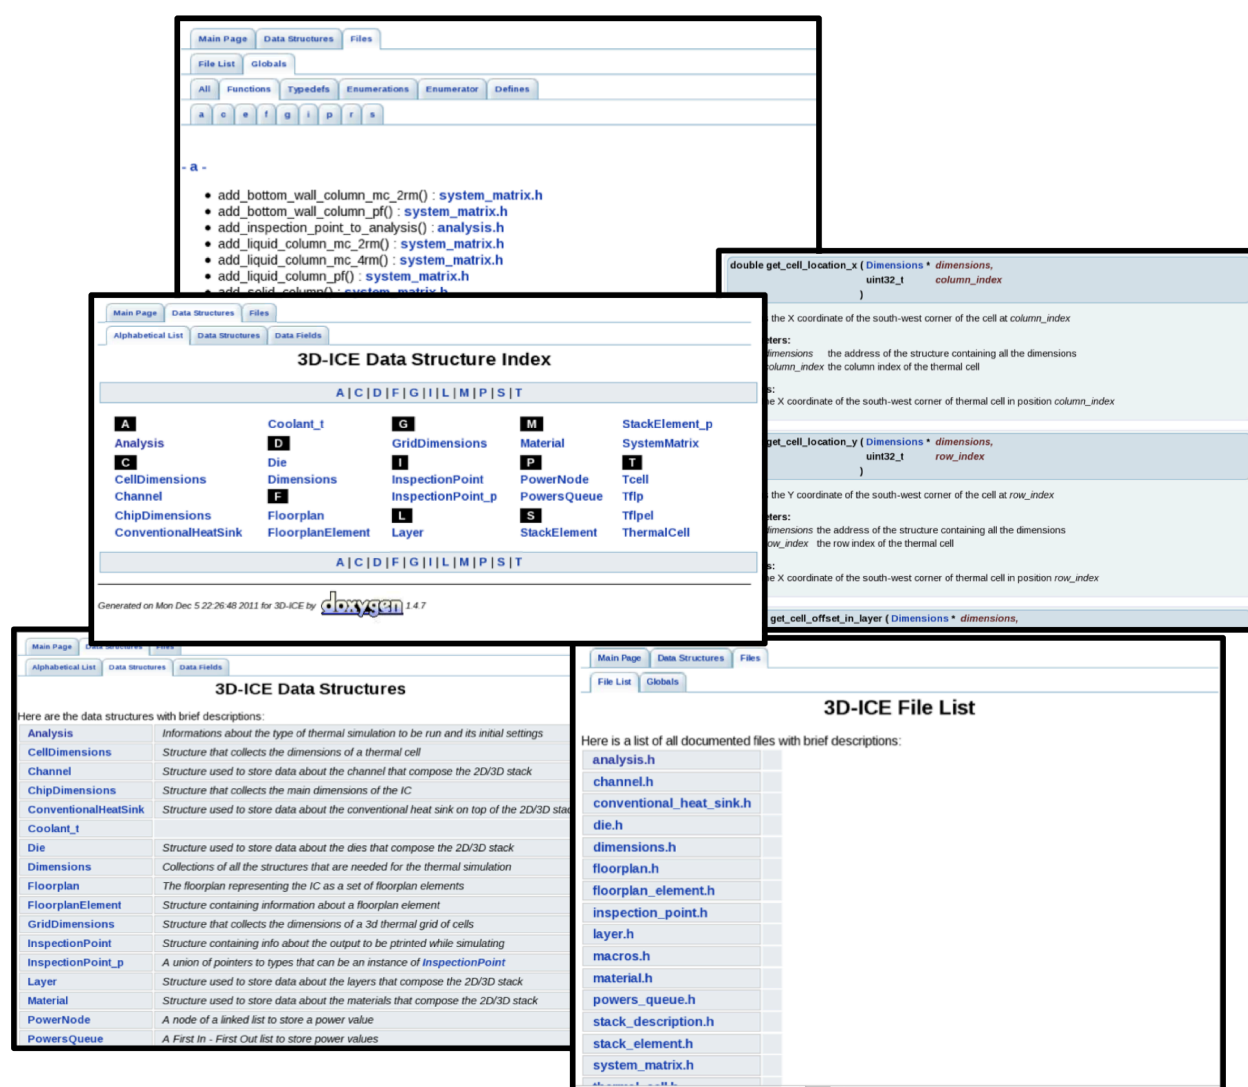 Main Page Data Structures Files
File List Globals
All Functions Typedefs Enumerations Enumerator Defines
a c e f g i p r s
- a -
• add_bottom_wall_column_mc_2rm() : system_matrix.h
• add_bottom_wall_column_pf() : system_matrix.h
• add_inspection_point_to_analysis() : analysis.h
• add_liquid_column_mc_2rm() : system_matrix.h
• add_liquid_column_mc_4rm() : system_matrix.h
• add_liquid_column_pf() : system_matrix.h
• add_solid_column() : system_matrix.h
double get_cell_location_x ( Dimensions * dimensions,
uint32_t column_index
)
the X coordinate of the south-west corner of the cell at column_index
ters:
dimensions the address of the structure containing all the dimensions
column_index the column index of the thermal cell
s:
e X coordinate of the south-west corner of thermal cell in position column_index
get_cell_location_y ( Dimensions * dimensions,
uint32_t row_index
)
the Y coordinate of the south-west corner of the cell at row_index
ters:
dimensions the address of the structure containing all the dimensions
row_index the row index of the thermal cell
s:
e X coordinate of the south-west corner of thermal cell in position row_index
get_cell_offset_in_layer ( Dimensions * dimensions,
Main Page Data Structures Files
Alphabetical List Data Structures Data Fields
3D-ICE Data Structure Index
A | C | D | F | G | I | L | M | P | S | T
A Coolant_t G M StackElement_p
Analysis D GridDimensions Material SystemMatrix
C Die I P T
CellDimensions Dimensions InspectionPoint PowerNode Tcell
Channel F InspectionPoint_p PowersQueue Tflp
ChipDimensions Floorplan L S Tflpel
ConventionalHeatSink FloorplanElement Layer StackElement ThermalCell
A | C | D | F | G | I | L | M | P | S | T
Generated on Mon Dec 5 22:26:48 2011 for 3D-ICE by doxygen 1.4.7
Main Page Data Structures Files
Alphabetical List Data Structures Data Fields
3D-ICE Data Structures
Here are the data structures with brief descriptions:
Analysis Informations about the type of thermal simulation to be run and its initial settings
CellDimensions Structure that collects the dimensions of a thermal cell
Channel Structure used to store data about the channel that compose the 2D/3D stack
ChipDimensions Structure that collects the main dimensions of the IC
ConventionalHeatSink Structure used to store data about the conventional heat sink on top of the 2D/3D stac
Coolant_t
Die Structure used to store data about the dies that compose the 2D/3D stack
Dimensions Collections of all the structures that are needed for the thermal simulation
Floorplan The floorplan representing the IC as a set of floorplan elements
FloorplanElement Structure containing information about a floorplan element
GridDimensions Structure that collects the dimensions of a 3d thermal grid of cells
InspectionPoint Structure containing info about the output to be ptrinted while simulating
InspectionPoint_p A union of pointers to types that can be an instance of InspectionPoint
Layer Structure used to store data about the layers that compose the 2D/3D stack
Material Structure used to store data about the materials that compose the 2D/3D stack
PowerNode A node of a linked list to store a power value
PowersQueue A First In - First Out list to store power values
Main Page Data Structures Files
File List Globals
3D-ICE File List
Here is a list of all documented files with brief descriptions:
analysis.h
channel.h
conventional_heat_sink.h
die.h
dimensions.h
floorplan.h
floorplan_element.h
inspection_point.h
layer.h
macros.h
material.h
powers_queue.h
stack_description.h
stack_element.h
system_matrix.h
thermal_cell.h